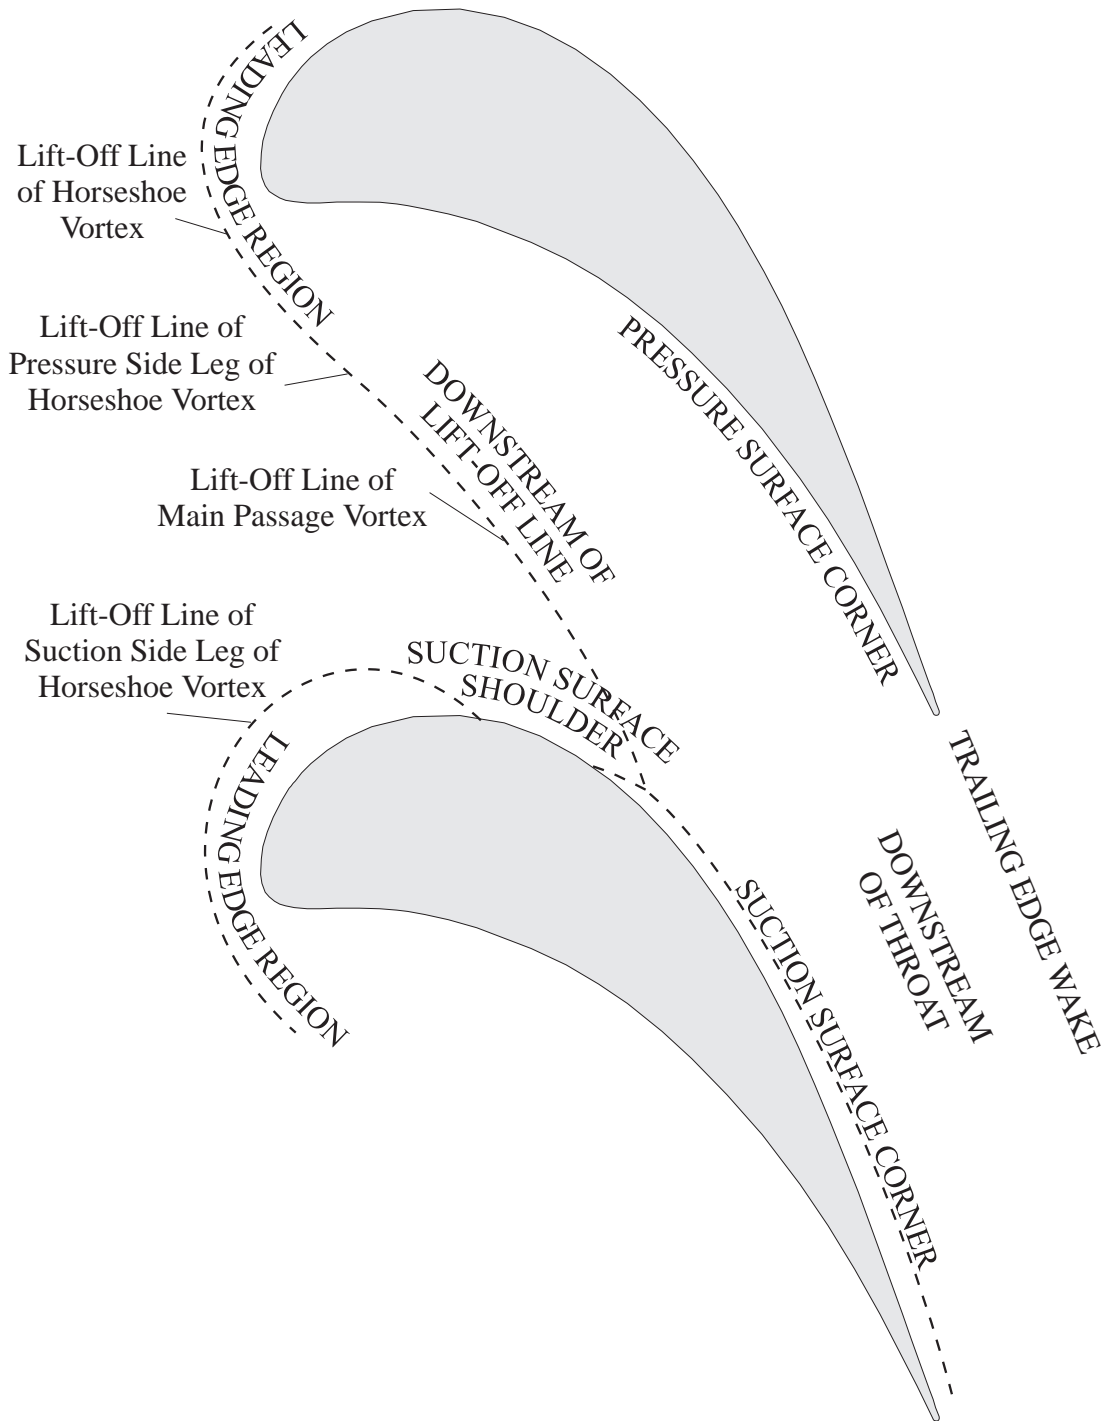 LEADING EDGE REGION
Lift-Off Line
of Horseshoe
Vortex
Lift-Off Line of
Pressure Side Leg of
Horseshoe Vortex
PRESSURE SURFACE CORNER
DOWNSTREAM OF
LIFT-OFF LINE
Lift-Off Line of
Main Passage Vortex
Lift-Off Line of
Suction Side Leg of
Horseshoe Vortex
SUCTION SURFACE
SHOULDER
LEADING EDGE REGION
TRAILING EDGE WAKE
DOWNSTREAM
OF THROAT
SUCTION SURFACE CORNER